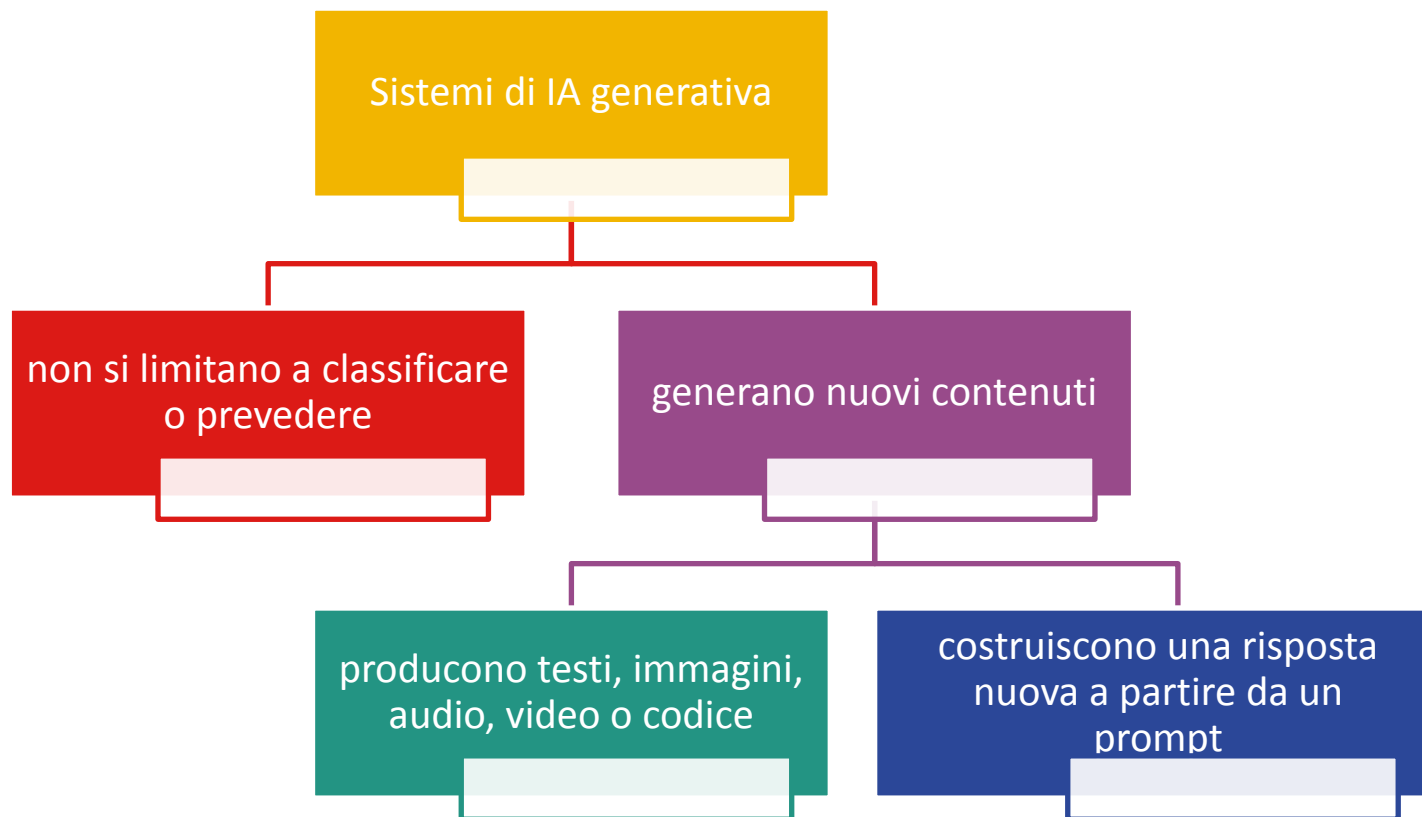 Sistemi di IA generativa
non si limitano a classificare
o prevedere
generano nuovi contenuti
producono testi, immagini,
audio, video o codice
costruiscono una risposta
nuova a partire da un
prompt